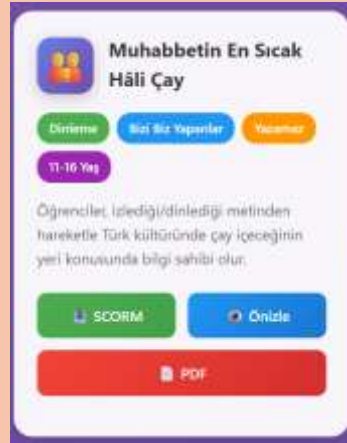 Muhabbetin En Sıcak
Hâli Çay
Dinleme
Bizi Biz Yapanlar
Yazamaz
11-16 Yaş
Öğrenciler, izlediği/dinlediği metinden
hareketle Türk kültüründe çay içeceğinin
yeri konusunda bilgi sahibi olur.
SCORM
Önizle
PDF